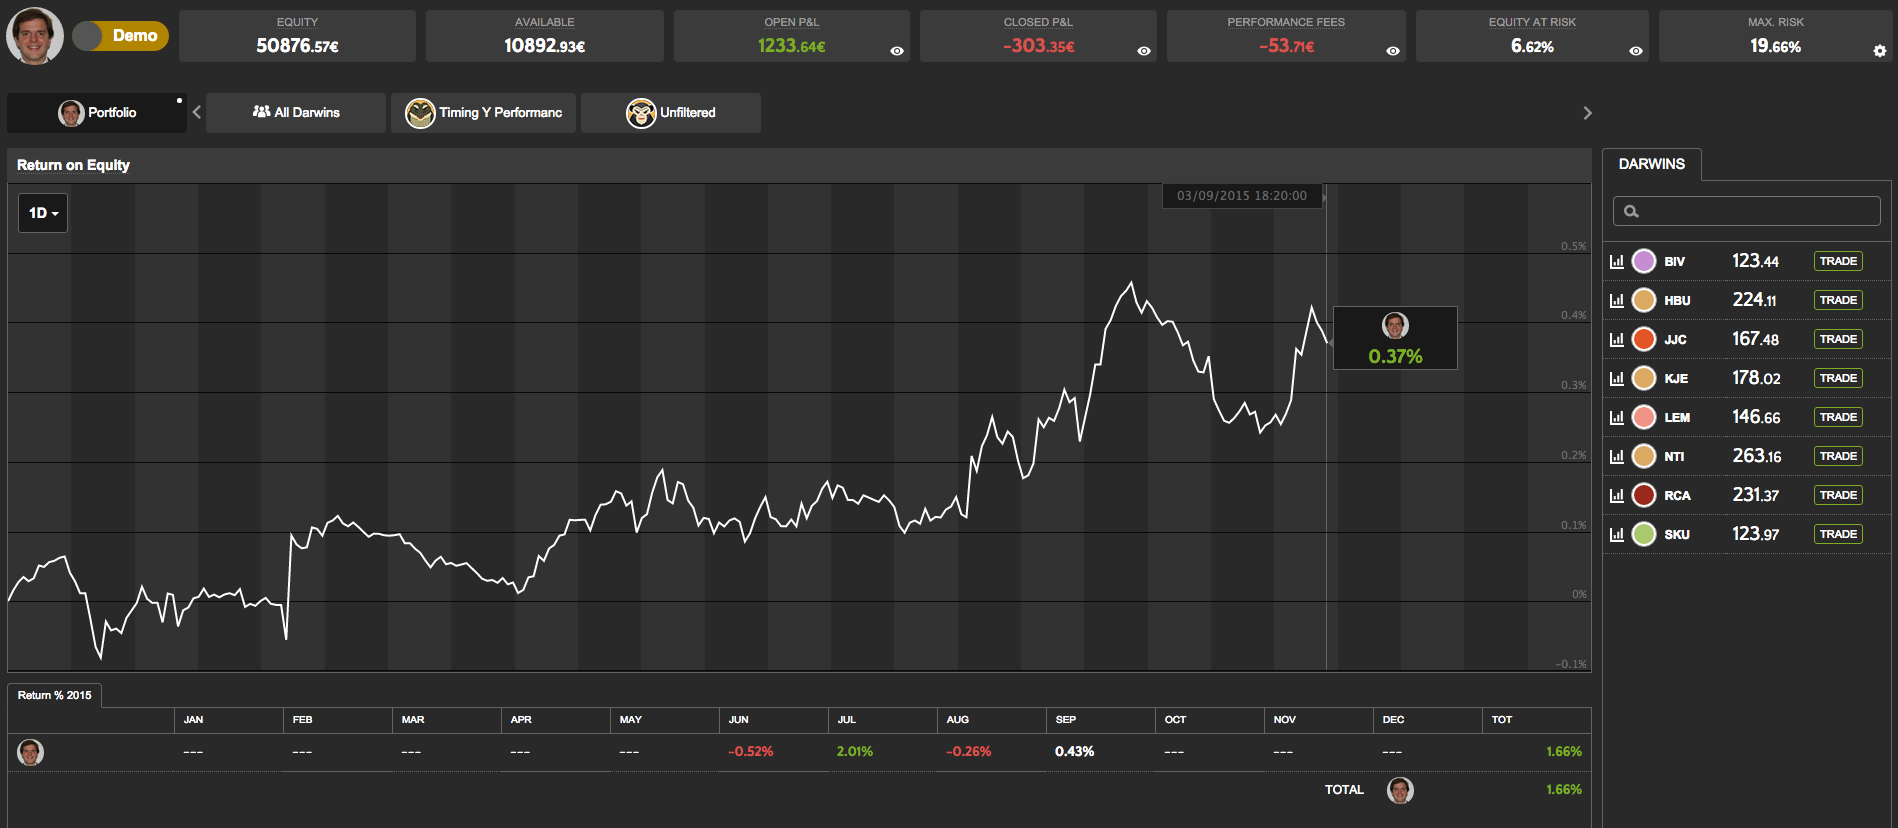 Demo
EQUITY
50876.57€
AVAILABLE
10892.93€
OPEN P&L
1233.64€
CLOSED P&L
-303.35€
PERFORMANCE FEES
-53.71€
EQUITY AT RISK
6.62%
MAX. RISK
19.66%
Portfolio
All Darwins
Timing Y Performanc
Unfiltered
Return on Equity
1D
03/09/2015 18:20:00
0.5%
0.4%
0.3%
0.2%
0.1%
0%
-0.1%
0.37%
DARWINS
BIV 123.44 TRADE
HBU 224.11 TRADE
JJC 167.48 TRADE
KJE 178.02 TRADE
LEM 146.66 TRADE
NTI 263.16 TRADE
RCA 231.37 TRADE
SKU 123.97 TRADE
Return % 2015
JAN FEB MAR APR MAY JUN JUL AUG SEP OCT NOV DEC TOT
--- --- --- --- --- -0.52% 2.01% -0.26% 0.43% --- --- --- 1.66%
TOTAL 1.66%